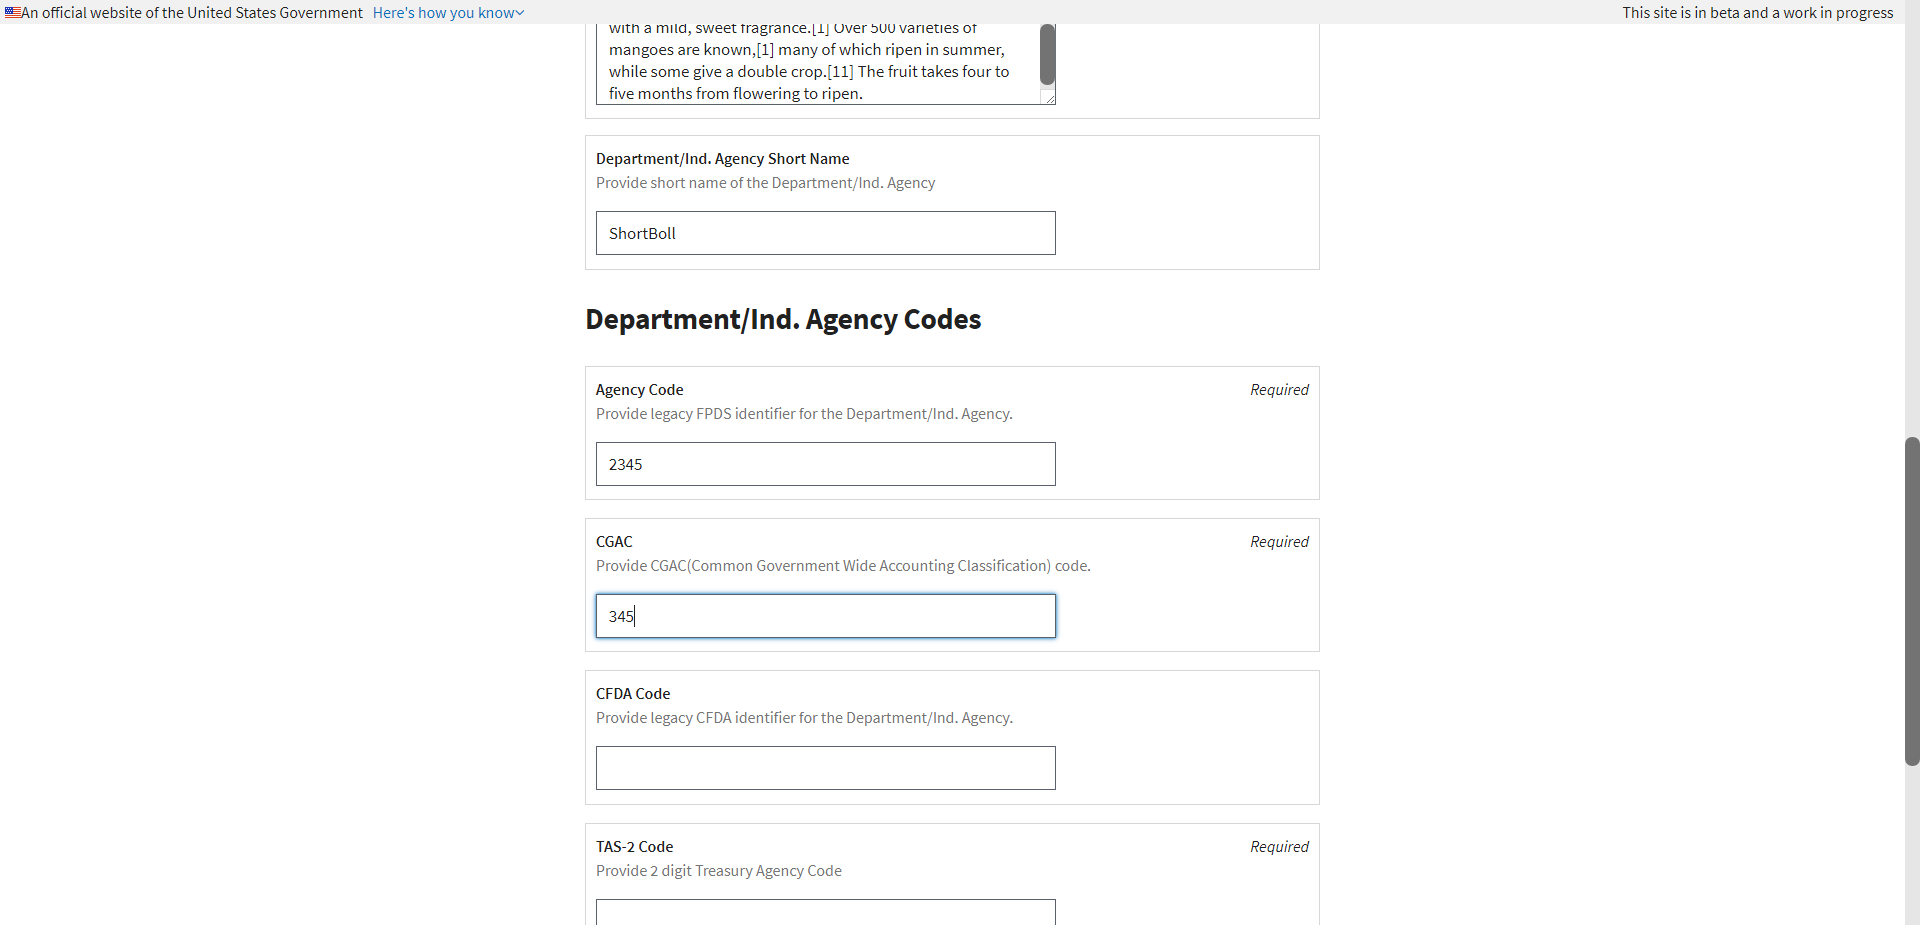 An official website of the United States Government Here's how you know
This site is in beta and a work in progress
with a mild, sweet fragrance.[1] Over 500 varieties of
mangoes are known,[1] many of which ripen in summer,
while some give a double crop.[11] The fruit takes four to
five months from flowering to ripen.
Department/Ind. Agency Short Name
Provide short name of the Department/Ind. Agency
ShortBoll
Department/Ind. Agency Codes
Agency Code
Required
Provide legacy FPDS identifier for the Department/Ind. Agency.
2345
CGAC
Required
Provide CGAC(Common Government Wide Accounting Classification) code.
345
CFDA Code
Provide legacy CFDA identifier for the Department/Ind. Agency.
TAS-2 Code
Required
Provide 2 digit Treasury Agency Code